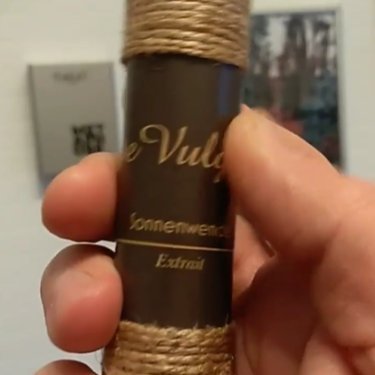 e Vulg
Sonnenwend
Extrait